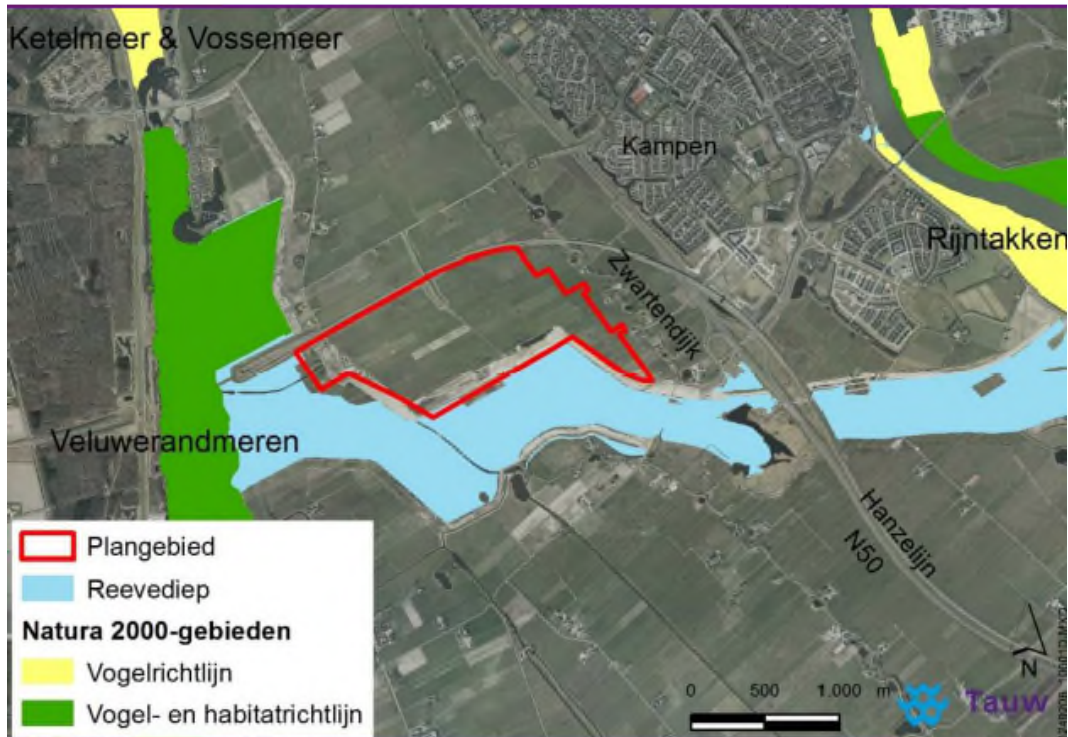 Ketelmeer & Vossemeer
Kampen
Rijntakken
Zwartendijk
Veluwerandmeren
Hanzelijn
N50
Plangebied
Reevediep
Natura 2000-gebieden
Vogelrichtlijn
Vogel- en habitatrichtlijn
0 500 1.000 m
N
Tauw